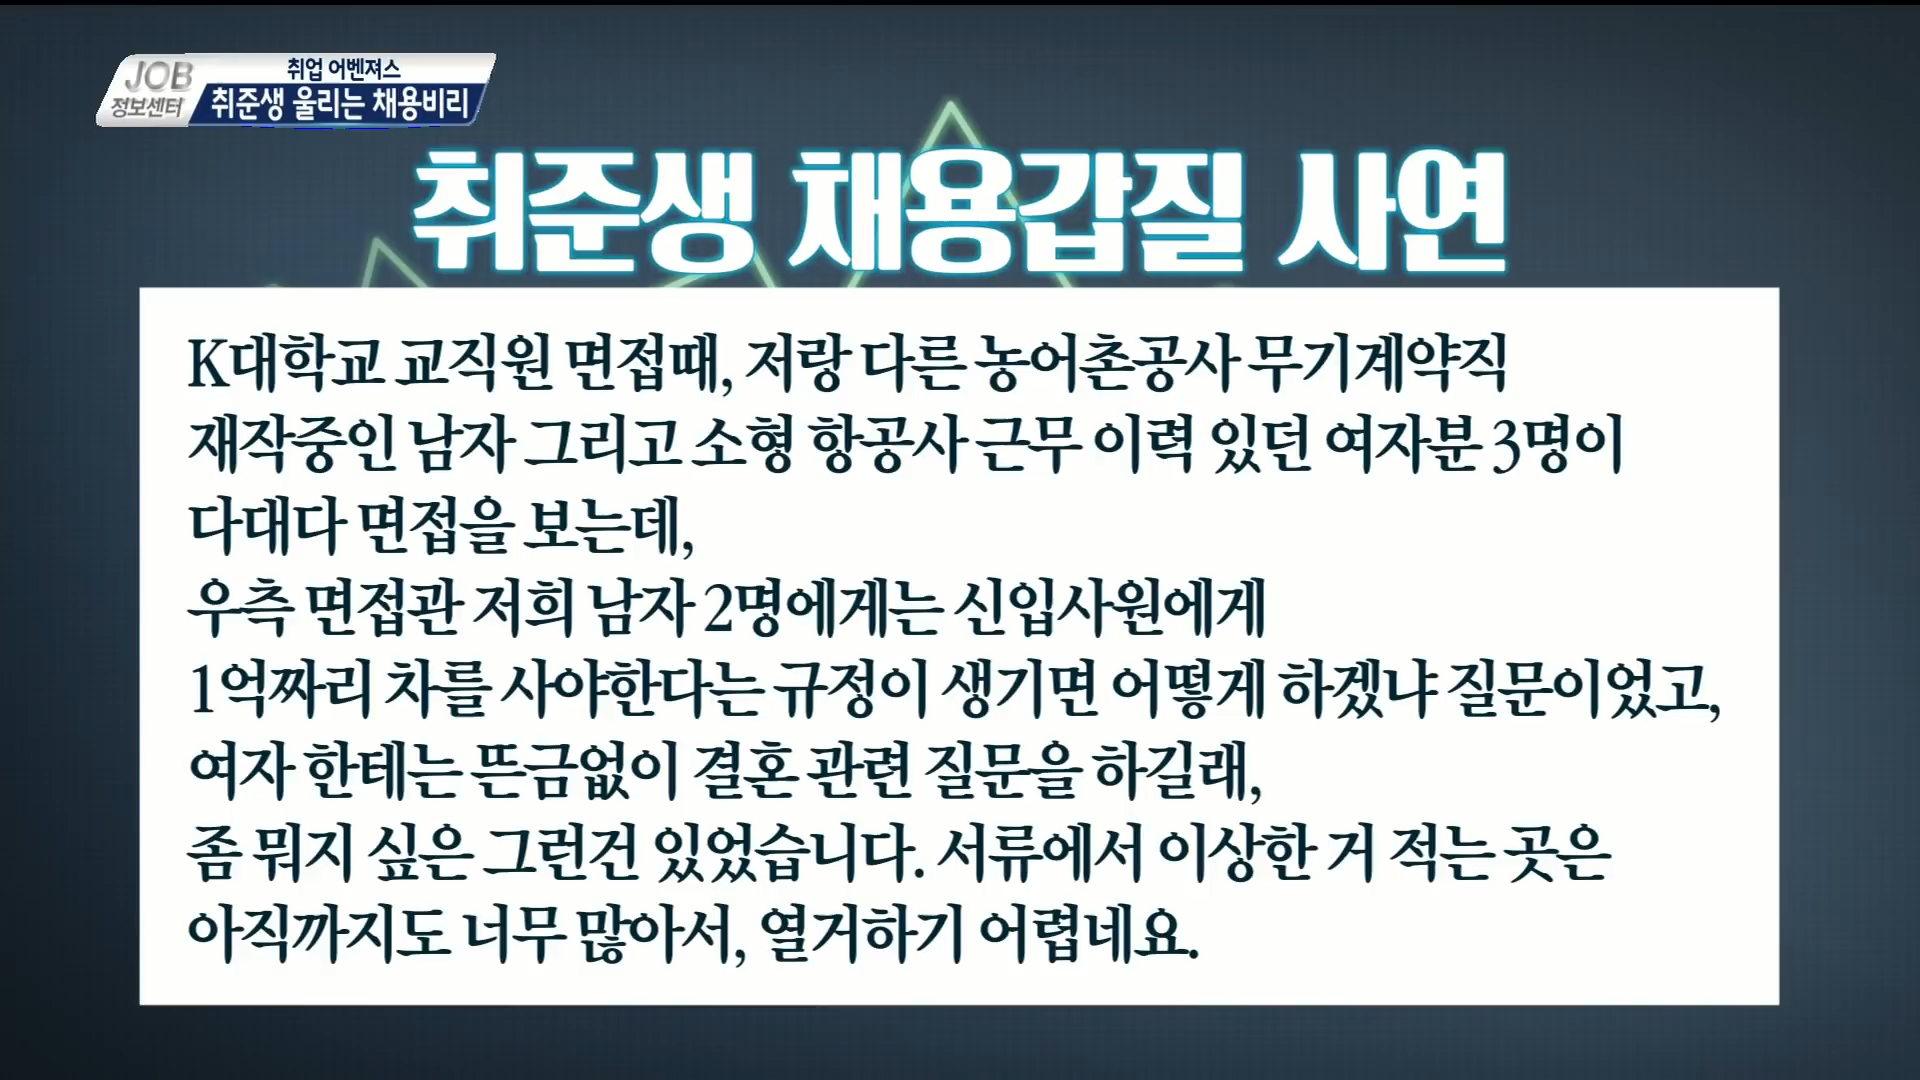 JOB
정보센터
취업 어벤져스
취준생 울리는 채용비리
취준생 채용갑질 사연
K대학교 교직원 면접때, 저랑 다른 농어촌공사 무기계약직
재작중인 남자 그리고 소형 항공사 근무 이력 있던 여자분 3명이
다대다 면접을 보는데,
우측 면접관 저희 남자 2명에게는 신입사원에게
1억짜리 차를 사야한다는 규정이 생기면 어떻게 하겠냐 질문이었고,
여자 한테는 뜬금없이 결혼 관련 질문을 하길래,
좀 뭐지 싶은 그런건 있었습니다. 서류에서 이상한 거 적는 곳은
아직까지도 너무 많아서, 열거하기 어렵네요.